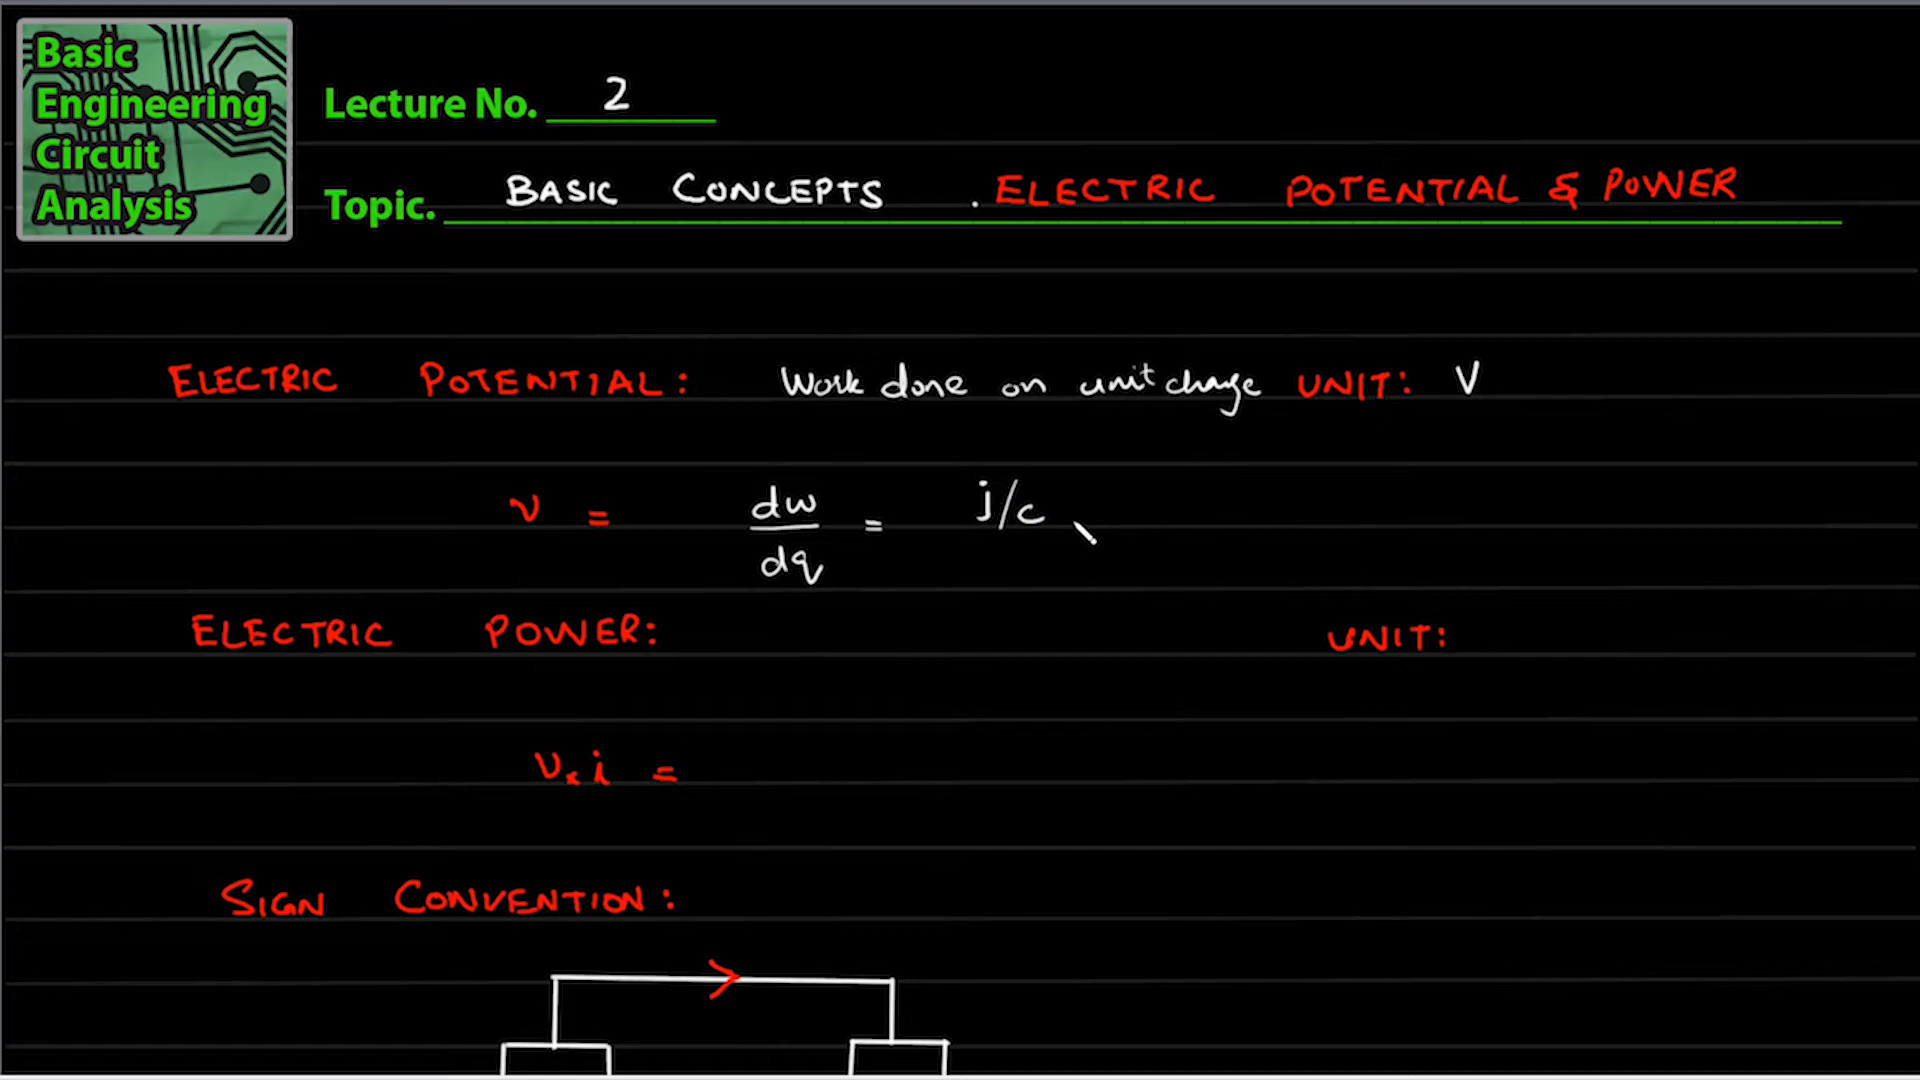 Basic
Engineering
Circuit
Analysis
Lecture No. 2
Topic. BASIC CONCEPTS . ELECTRIC POTENTIAL & POWER
ELECTRIC POTENTIAL: Work done on unit charge UNIT: V
v = dw/dq = j/c
ELECTRIC POWER: UNIT:
v x i =
SIGN CONVENTION: